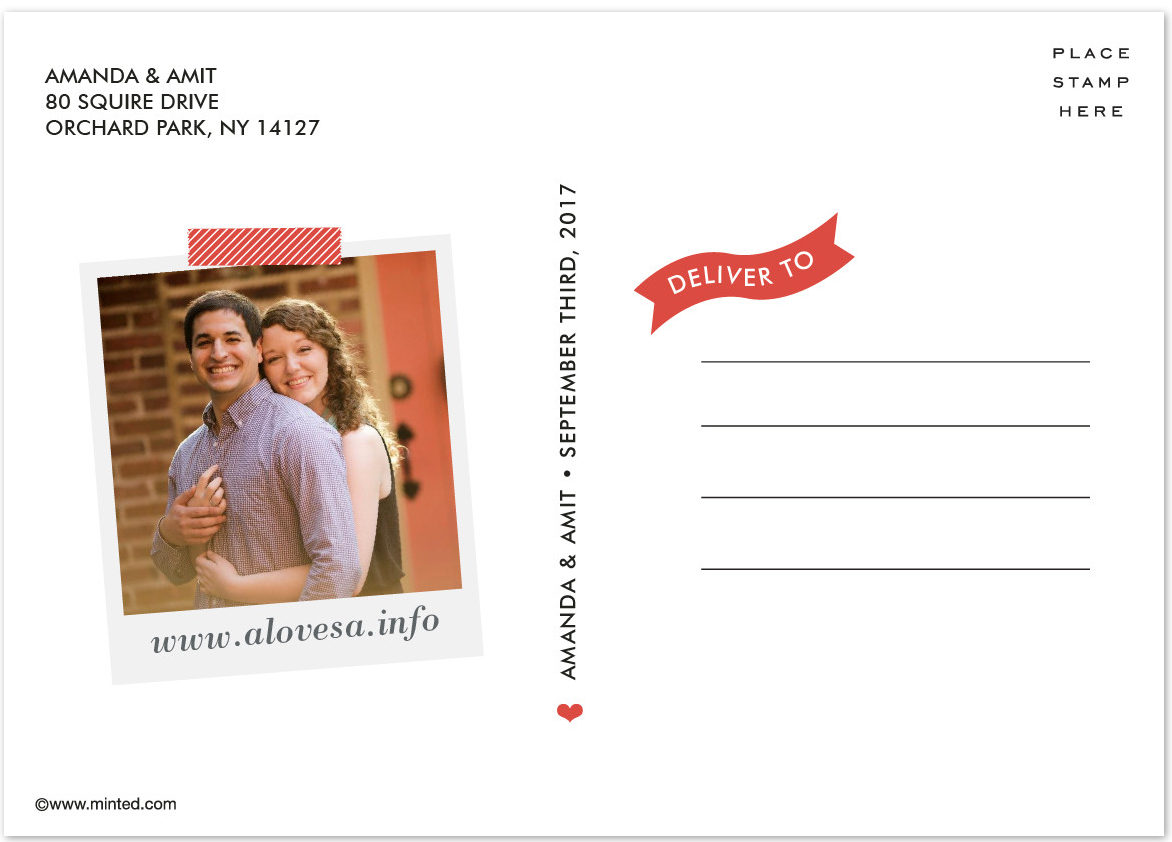 AMANDA & AMIT
80 SQUIRE DRIVE
ORCHARD PARK, NY 14127
PLACE
STAMP
HERE
www.alovesa.info
AMANDA & AMIT • SEPTEMBER THIRD, 2017
DELIVER TO
©www.minted.com